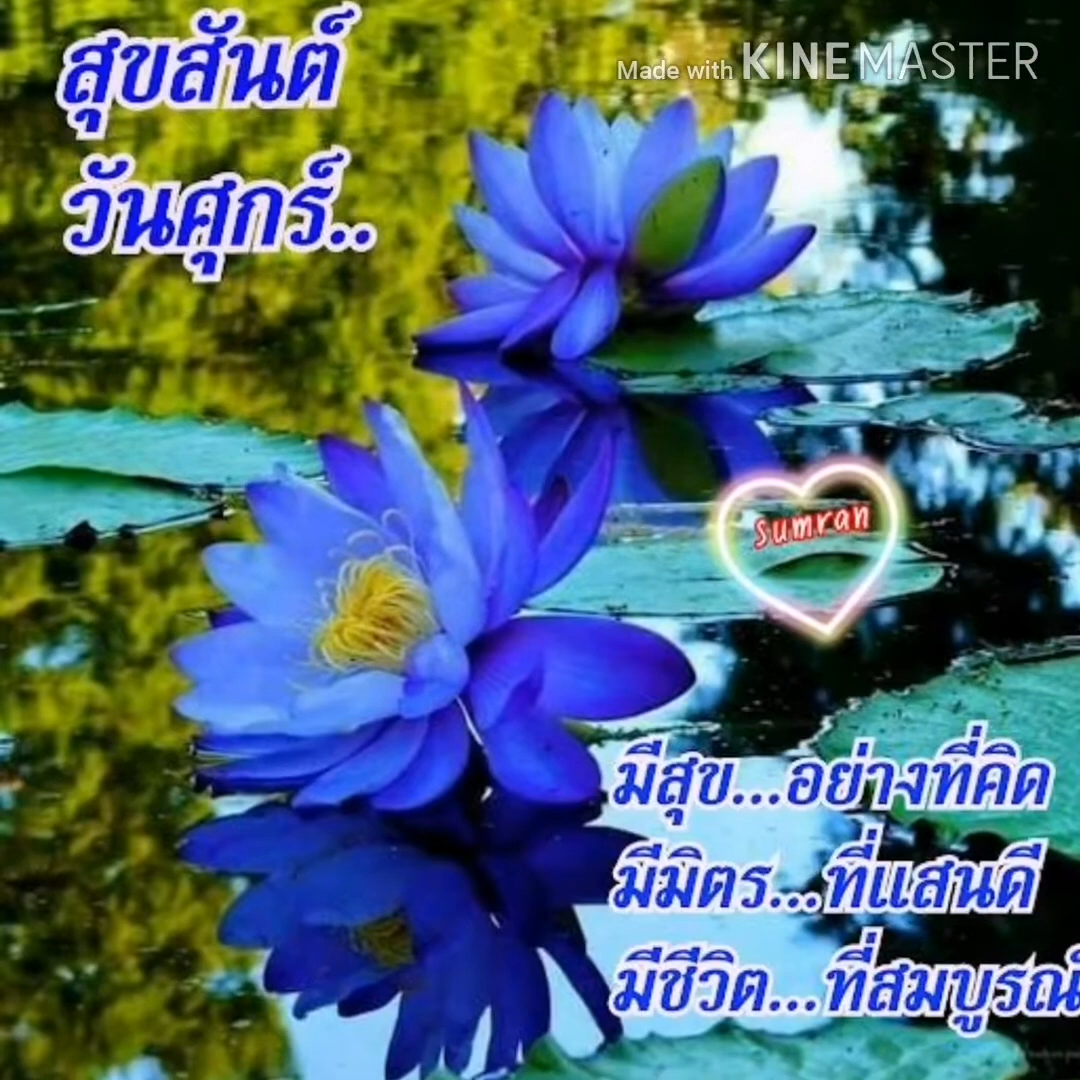 สุขสันต์
Made with KINEMASTER
วันศุกร์..
sumran
มีสุข...อย่างที่คิด
มีมิตร...ที่แสนดี
มีชีวิต...ที่สมบูรณ์